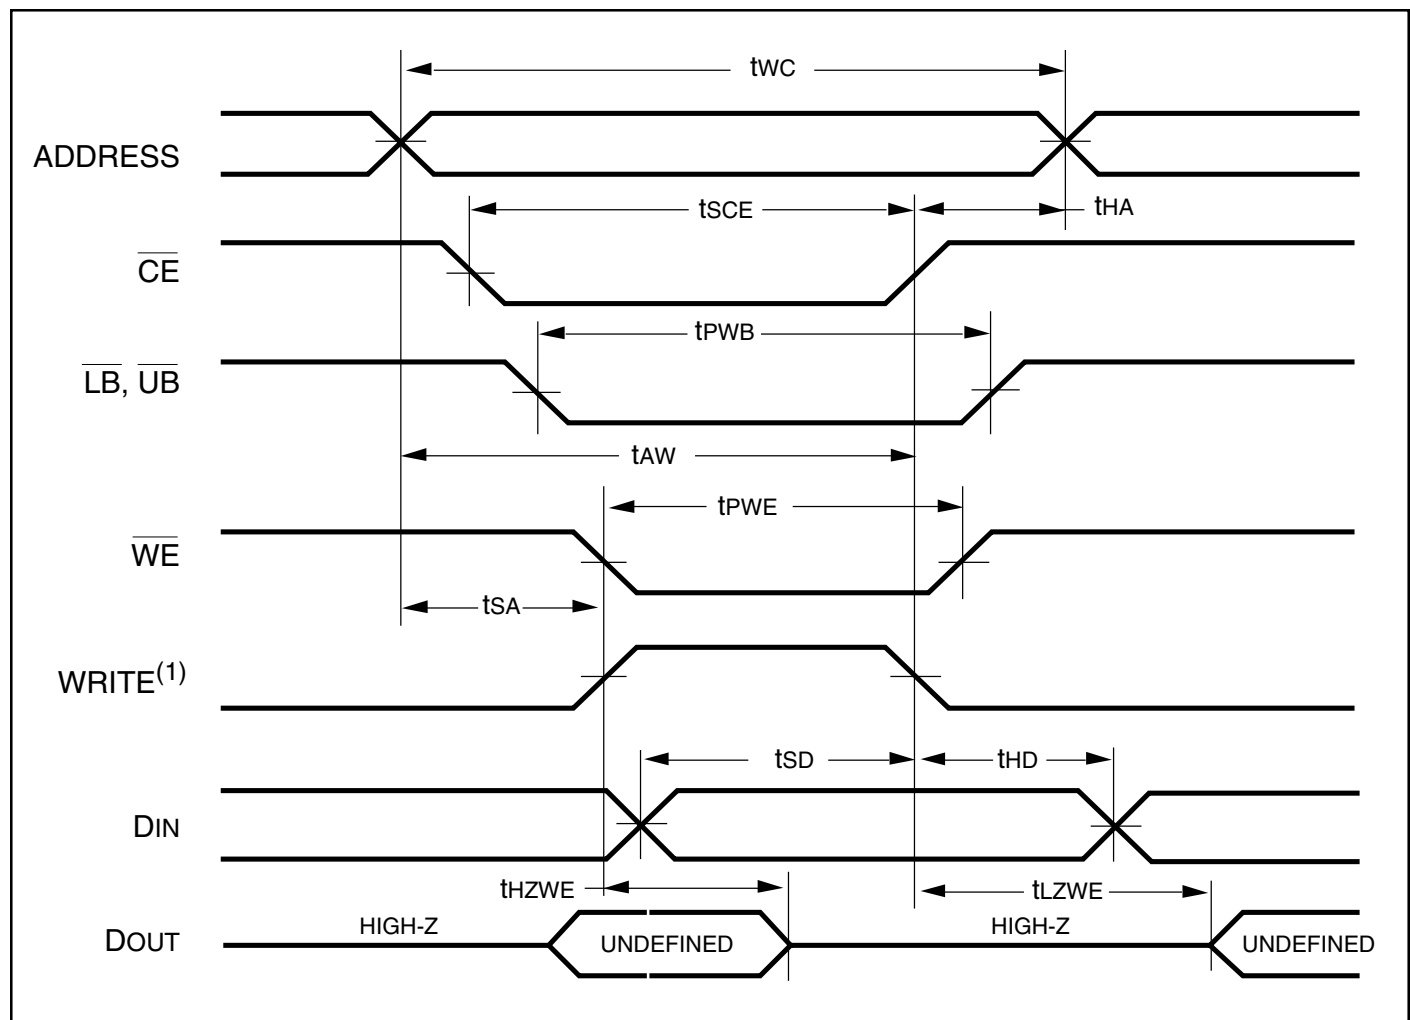 tWC
ADDRESS
tSCE
tHA
CE
tPWB
LB, UB
tAW
tPWE
WE
tSA
WRITE(1)
tSD
tHD
DIN
tHZWE
tLZWE
DOUT
HIGH-Z
UNDEFINED
HIGH-Z
UNDEFINED